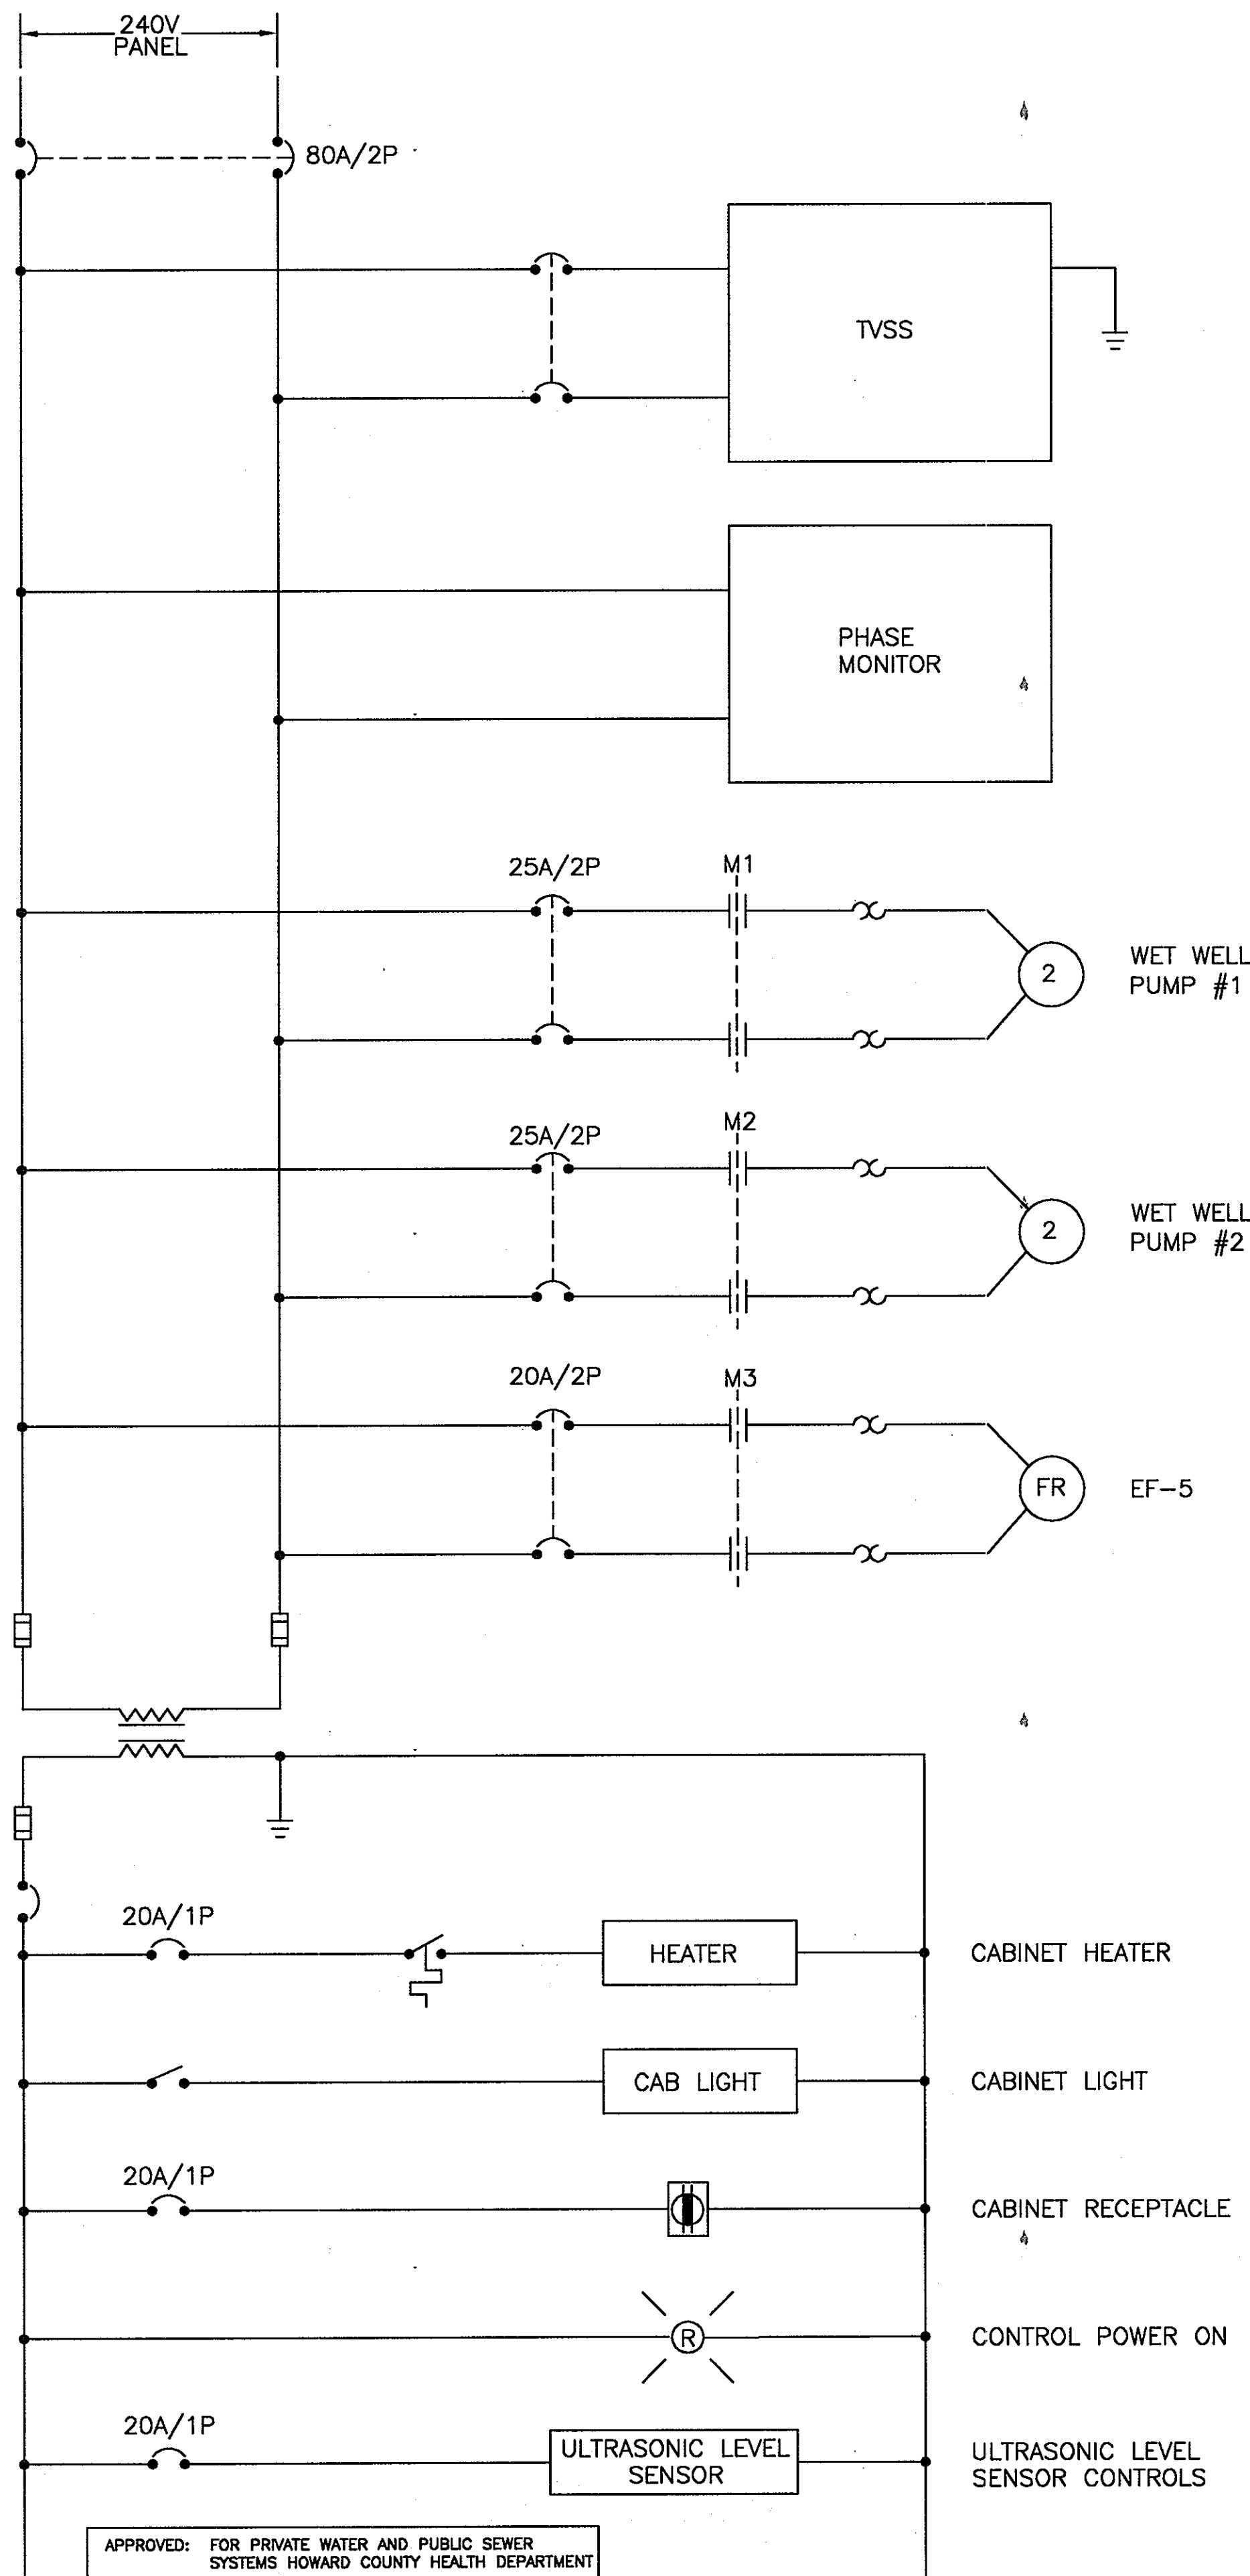 240V
PANEL
80A/2P
TVSS
PHASE
MONITOR
25A/2P
M1
2
WET WELL
PUMP #1
25A/2P
M2
2
WET WELL
PUMP #2
20A/2P
M3
FR
EF-5
20A/1P
HEATER
CABINET HEATER
CAB LIGHT
CABINET LIGHT
20A/1P
CABINET RECEPTACLE
R
CONTROL POWER ON
20A/1P
ULTRASONIC LEVEL
SENSOR
ULTRASONIC LEVEL
SENSOR CONTROLS
APPROVED: FOR PRIVATE WATER AND PUBLIC SEWER
SYSTEMS HOWARD COUNTY HEALTH DEPARTMENT